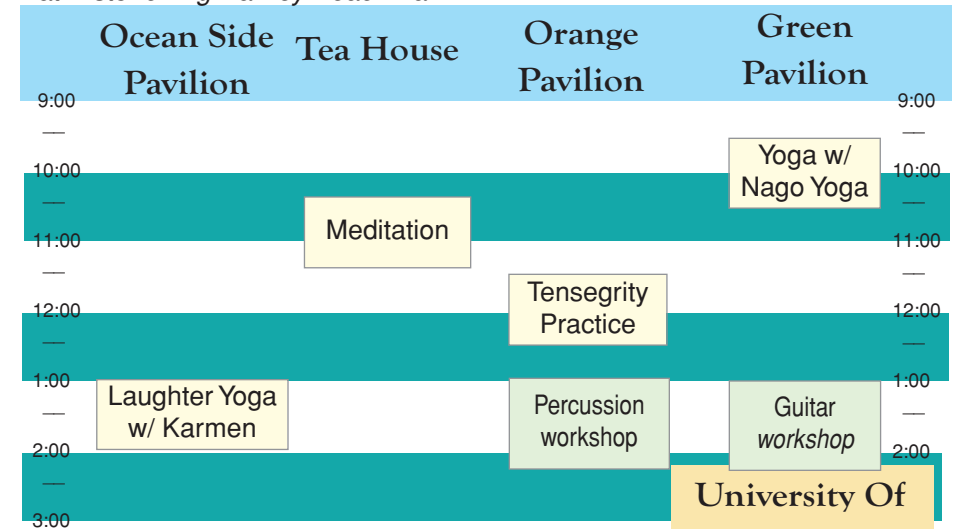 Ocean Side
Pavilion
Tea House
Orange
Pavilion
Green
Pavilion
9:00
9:00
Yoga w/
Nago Yoga
10:00
10:00
Meditation
11:00
11:00
Tensegrity
Practice
12:00
12:00
1:00
1:00
Laughter Yoga
w/ Karmen
Percussion
workshop
Guitar
workshop
2:00
2:00
University Of
3:00